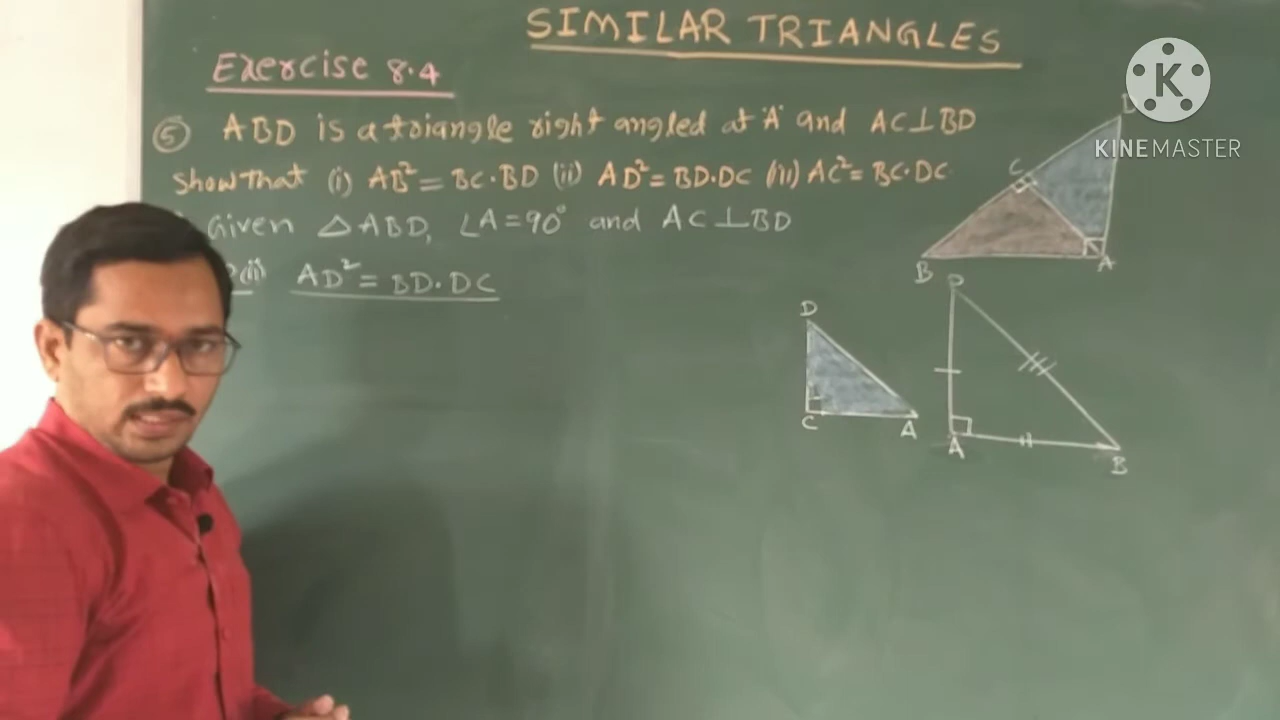 SIMILAR TRIANGLES
Exercise 8.4
⑤ ABD is a triangle right angled at 'A' and AC⊥BD
show that (i) AB² = BC·BD (ii) AD² = BD·DC (iii) AC² = BC·DC
Given △ABD, ∠A = 90° and AC⊥BD
(ii) AD² = BD·DC
K
KINEMASTER
D
C
B
A
D
C
A
D
A
B